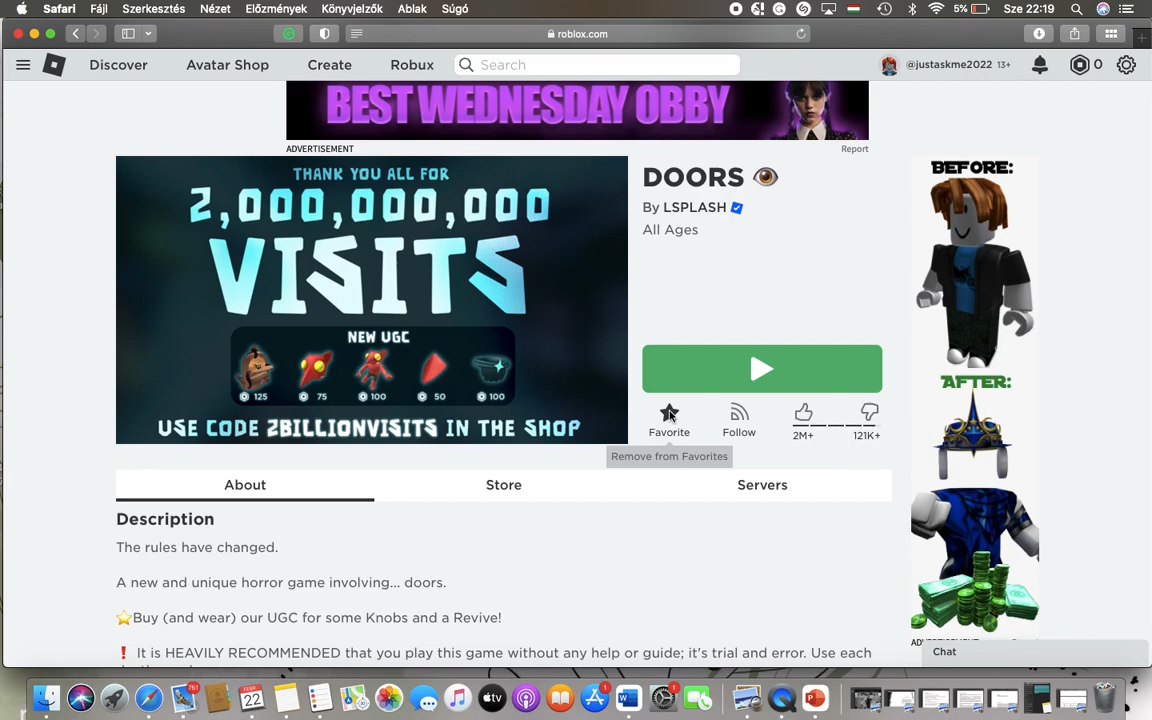 Safari Fájl Szerkesztés Nézet Előzmények Könyvjelzők Ablak Súgó 5% Sze 22:19
roblox.com
Discover Avatar Shop Create Robux Search @justaskme2022 13+ 0
BEST WEDNESDAY OBBY
ADVERTISEMENT Report
THANK YOU ALL FOR
2,000,000,000
VISITS
NEW UGC
125 75 100 50 100
USE CODE 2BILLIONVISITS IN THE SHOP
DOORS 👁️
By LSPLASH
All Ages
Favorite Follow 2M+ 121K+
Remove from Favorites
BEFORE:
AFTER:
About Store Servers
Description
The rules have changed.
A new and unique horror game involving... doors.
⭐Buy (and wear) our UGC for some Knobs and a Revive!
❗ It is HEAVILY RECOMMENDED that you play this game without any help or guide; it's trial and error. Use each
Chat
761
FEBR.
22
1
1